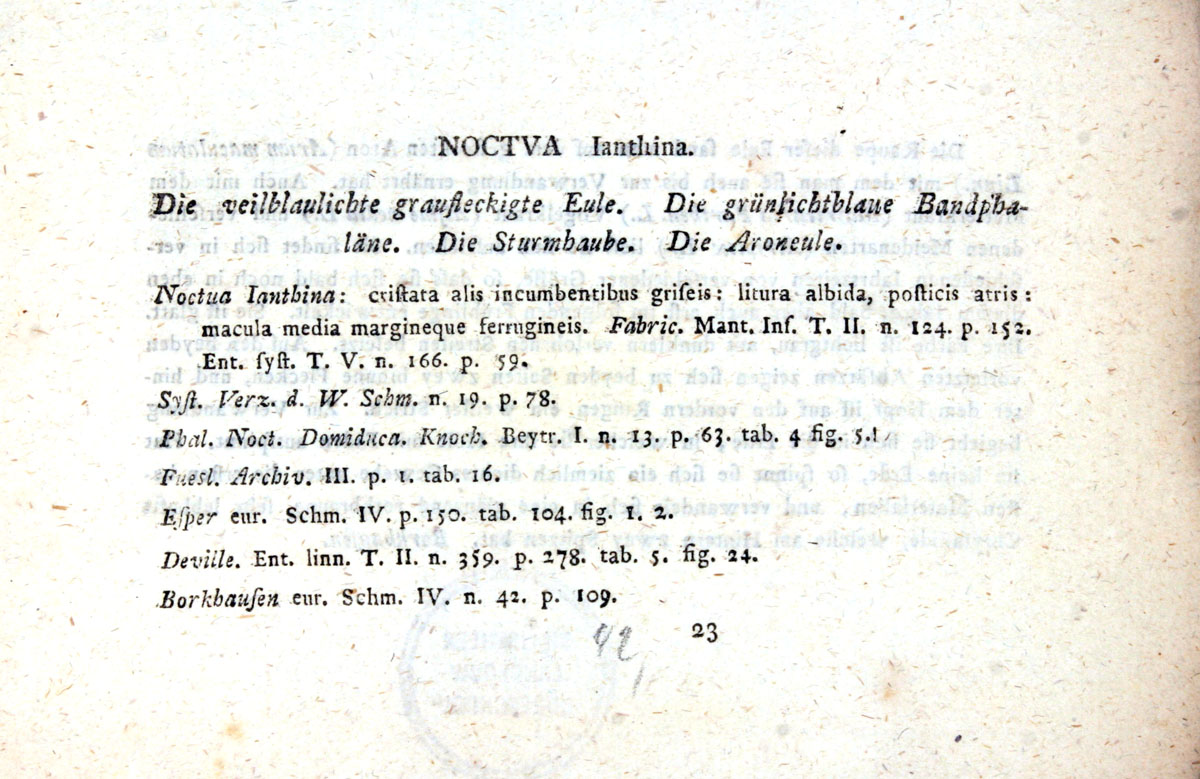 NOCTVA Ianthina.
Die veilblaulichte graufleckigte Eule. Die grünſichtblaue Bandpha-
läne. Die Sturmhaube. Die Aroneule.
Noctua Ianthina: criſtata alis incumbentibus griſeis: litura albida, poſticis atris:
macula media margineque ferrugineis. Fabric. Mant. Inſ. T. II. n. 124. p. 152.
Ent. ſyſt. T. V. n. 166. p. 59.
Syſt. Verz. d. W. Schm. n. 19. p. 78.
Phal. Noct. Domiduca. Knoch. Beytr. I. n. 13. p. 63. tab. 4 fig. 5.
Fuesl. Archiv. III. p. 1. tab. 16.
Eſper eur. Schm. IV. p. 150. tab. 104. fig. 1. 2.
Deville. Ent. linn. T. II. n. 359. p. 278. tab. 5. fig. 24.
Borkhauſen eur. Schm. IV. n. 42. p. 109.
23
42